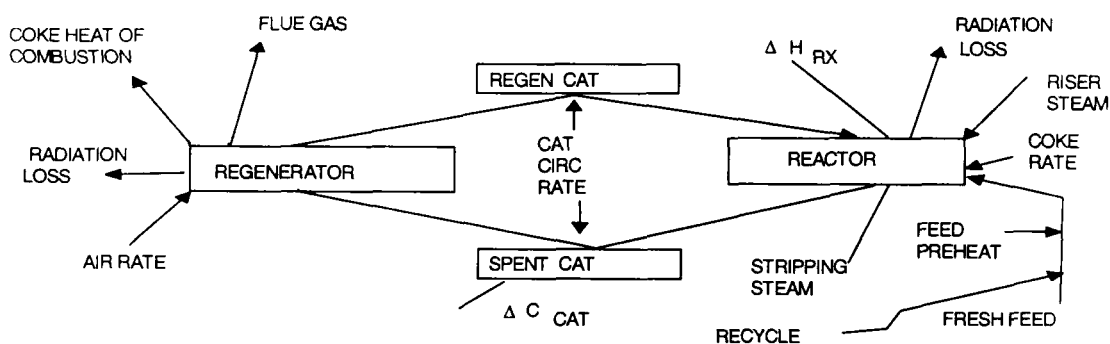 FLUE GAS
COKE HEAT OF
COMBUSTION
Δ H RX
RADIATION
LOSS
REGEN CAT
RISER
STEAM
RADIATION
LOSS
REGENERATOR
CAT
CIRC
RATE
REACTOR
COKE
RATE
AIR RATE
SPENT CAT
STRIPPING
STEAM
FEED
PREHEAT
Δ C CAT
RECYCLE
FRESH FEED